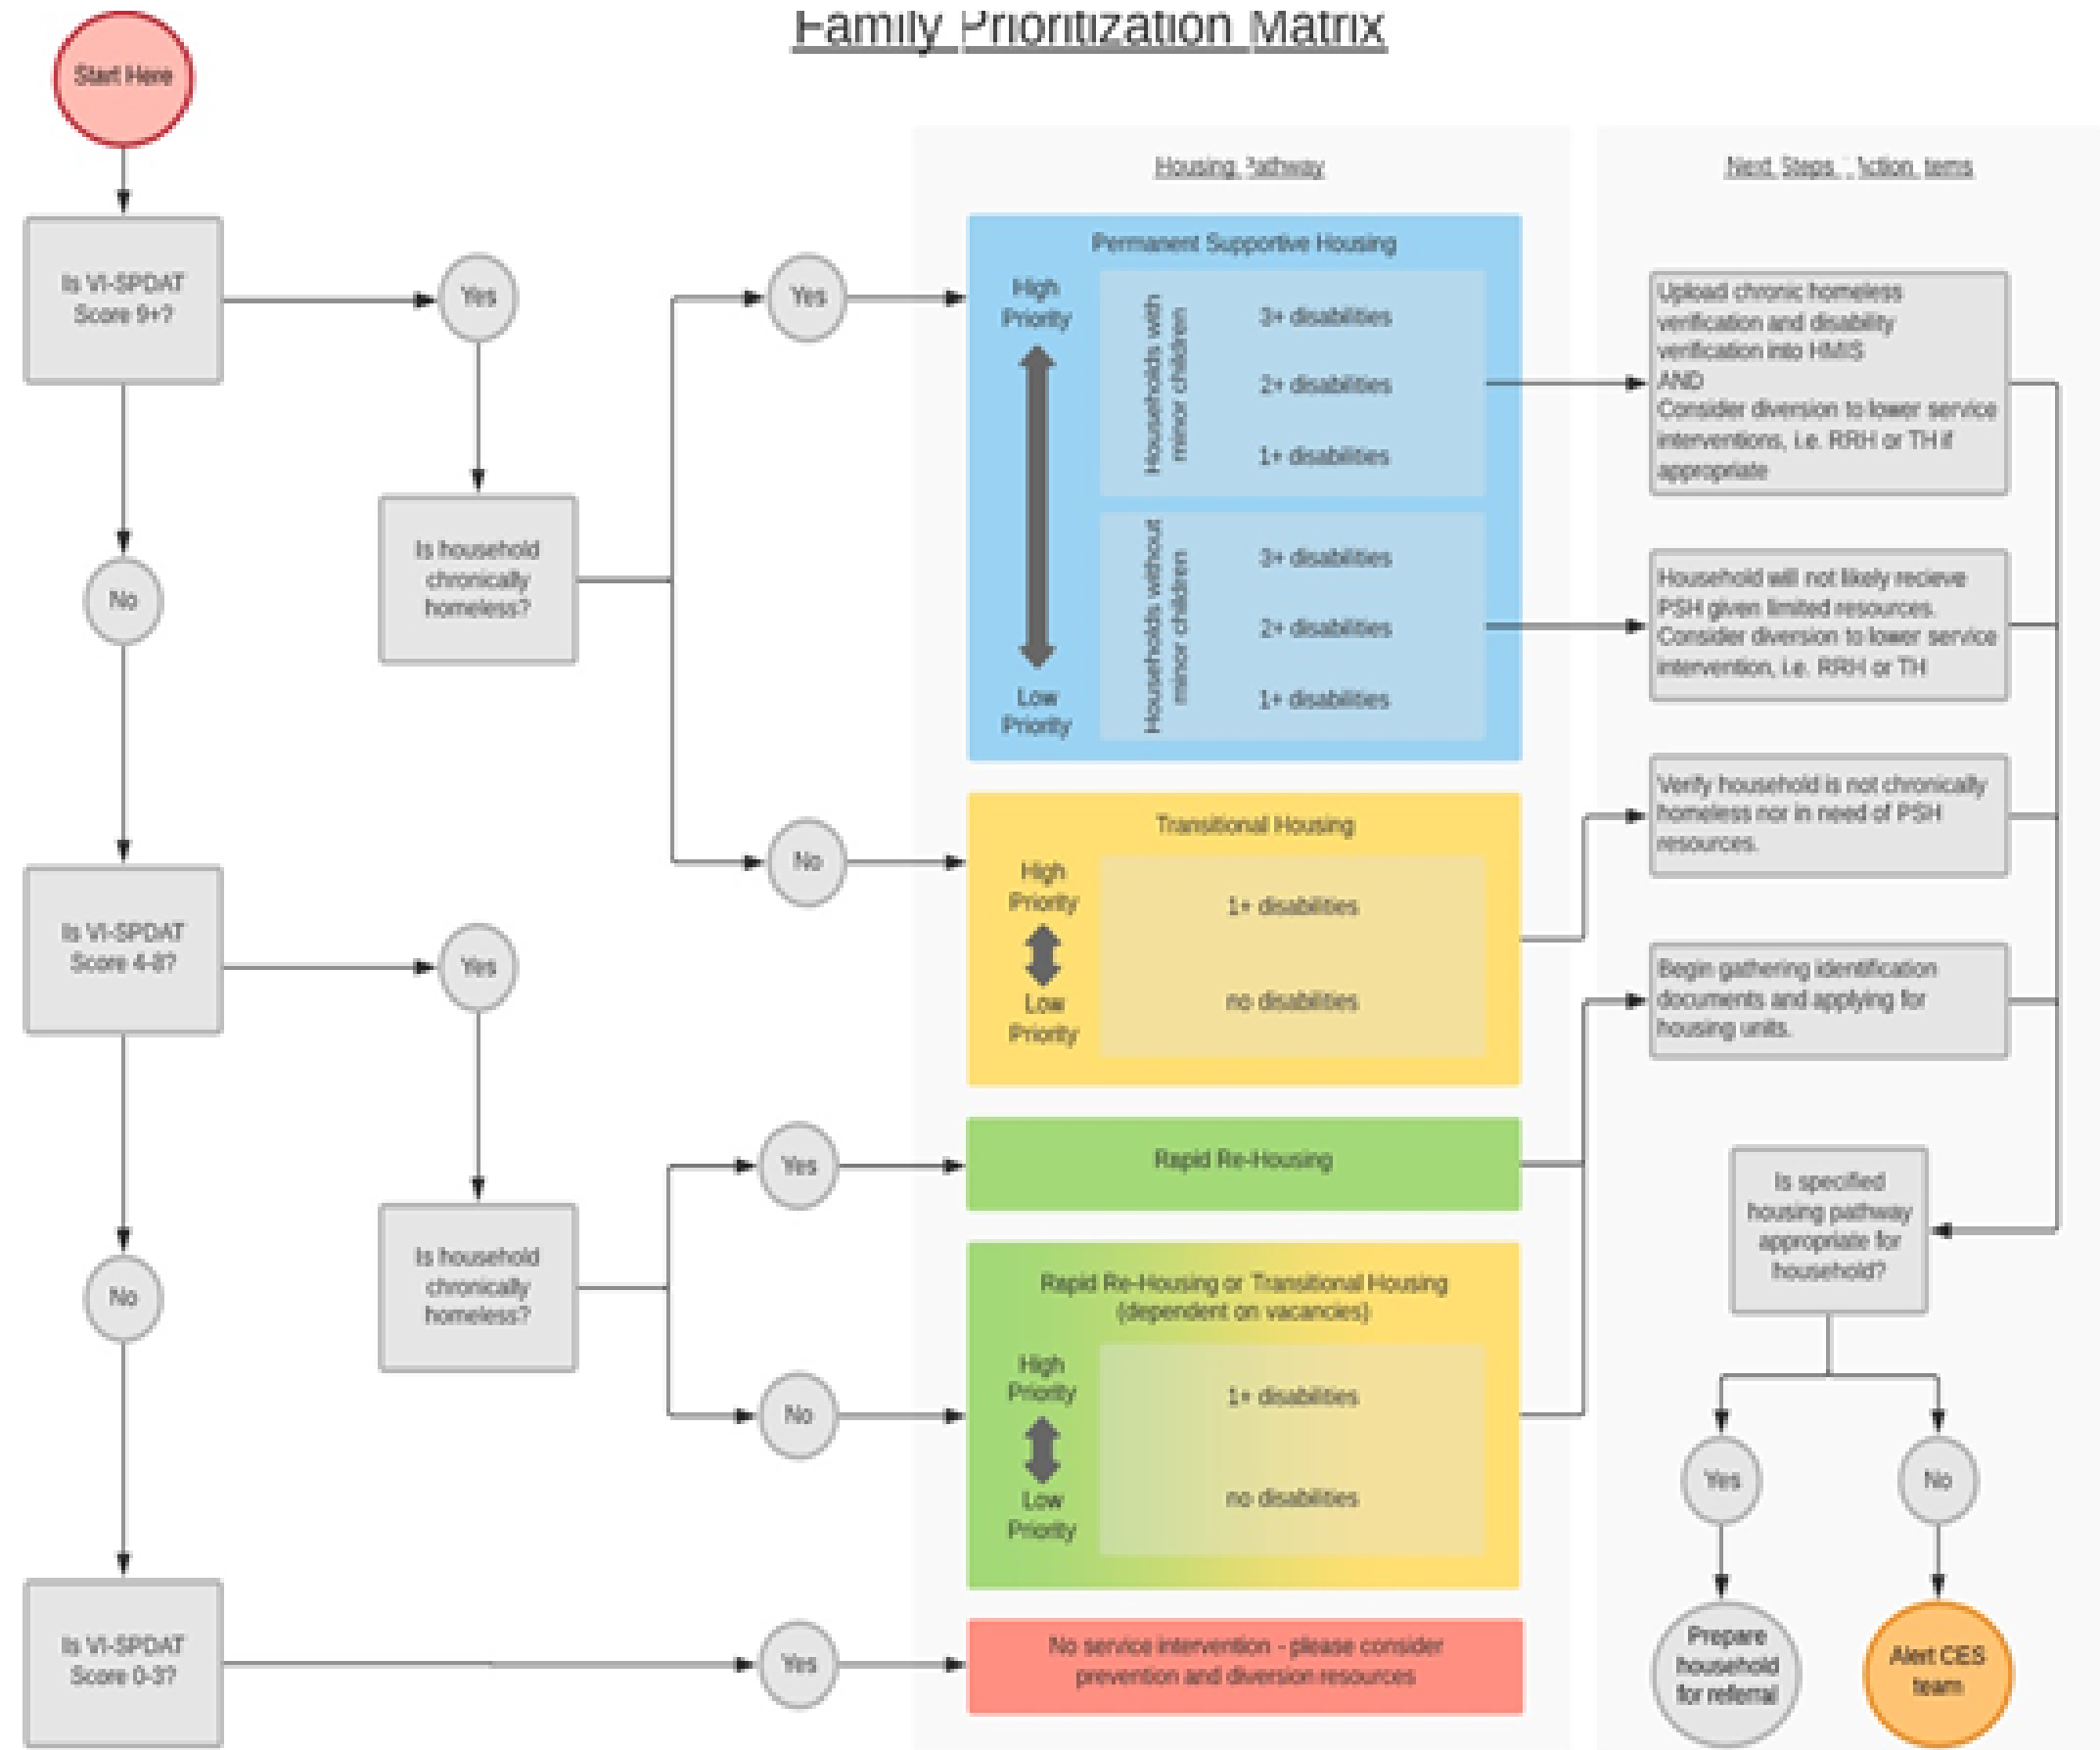 Family Prioritization Matrix
Start Here
Housing Pathway
Next Steps
Is VI-SPDAT
Score 9+?
Yes
Is household
chronically
homeless?
Yes
No
No
Permanent Supportive Housing
High
Priority
Low
Priority
Households with
minor children
3+ disabilities
2+ disabilities
1+ disabilities
Households without
minor children
3+ disabilities
2+ disabilities
1+ disabilities
Upload chronic homeless
verification and disability
verification into HMIS
AND
Consider diversion to lower service
interventions, i.e. RRH or TH if
appropriate
Household will not likely recieve
PSH given limited resources.
Consider diversion to lower service
intervention, i.e. RRH or TH
Transitional Housing
High
Priority
Low
Priority
1+ disabilities
no disabilities
Verify household is not chronically
homeless nor in need of PSH
resources.
Is VI-SPDAT
Score 4-8?
Yes
Is household
chronically
homeless?
Yes
No
No
Rapid Re-Housing
Rapid Re-Housing or Transitional Housing
(dependent on vacancies)
High
Priority
Low
Priority
1+ disabilities
no disabilities
Begin gathering identification
documents and applying for
housing units.
Is VI-SPDAT
Score 0-3?
Yes
No service intervention - please consider
prevention and diversion resources
Is specified
housing pathway
appropriate for
household?
Yes
No
Prepare
household
for referral
Alert CES
team